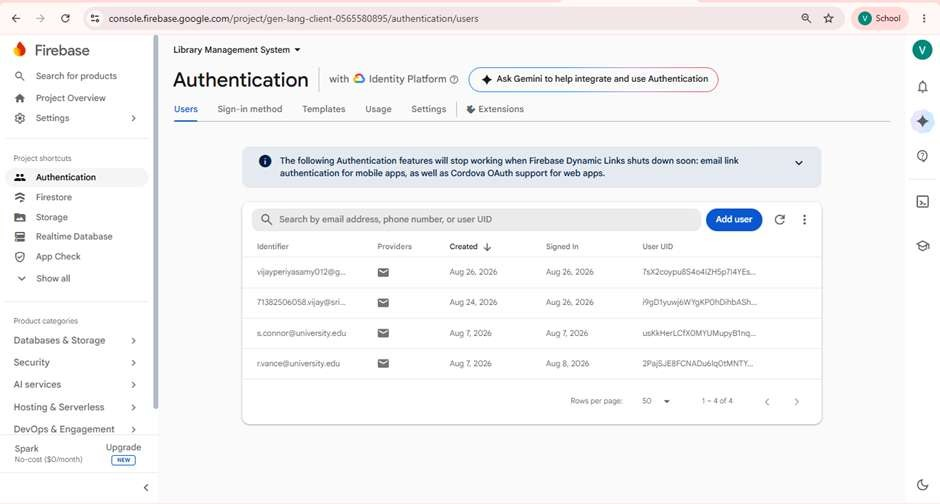 console.firebase.google.com/project/gen-lang-client-0565580895/authentication/users
V School
Firebase
Search for products
Project Overview
Settings
Project shortcuts
Authentication
Firestore
Storage
Realtime Database
App Check
Show all
Product categories
Databases & Storage
Security
AI services
Hosting & Serverless
DevOps & Engagement
Spark
No-cost ($0/month)
Upgrade
NEW
Library Management System
V
Authentication with Identity Platform
Ask Gemini to help integrate and use Authentication
Users Sign-in method Templates Usage Settings Extensions
The following Authentication features will stop working when Firebase Dynamic Links shuts down soon: email link
authentication for mobile apps, as well as Cordova OAuth support for web apps.
Search by email address, phone number, or user UID
Add user
Identifier Providers Created Signed In User UID
vijayperiyasamy012@g... Aug 26, 2026 Aug 26, 2026
71382506058.vijay@sri... Aug 24, 2026 Aug 26, 2026
s.connor@university.edu Aug 7, 2026 Aug 7, 2026
r.vance@university.edu Aug 7, 2026 Aug 8, 2026
Rows per page: 50 1 – 4 of 4